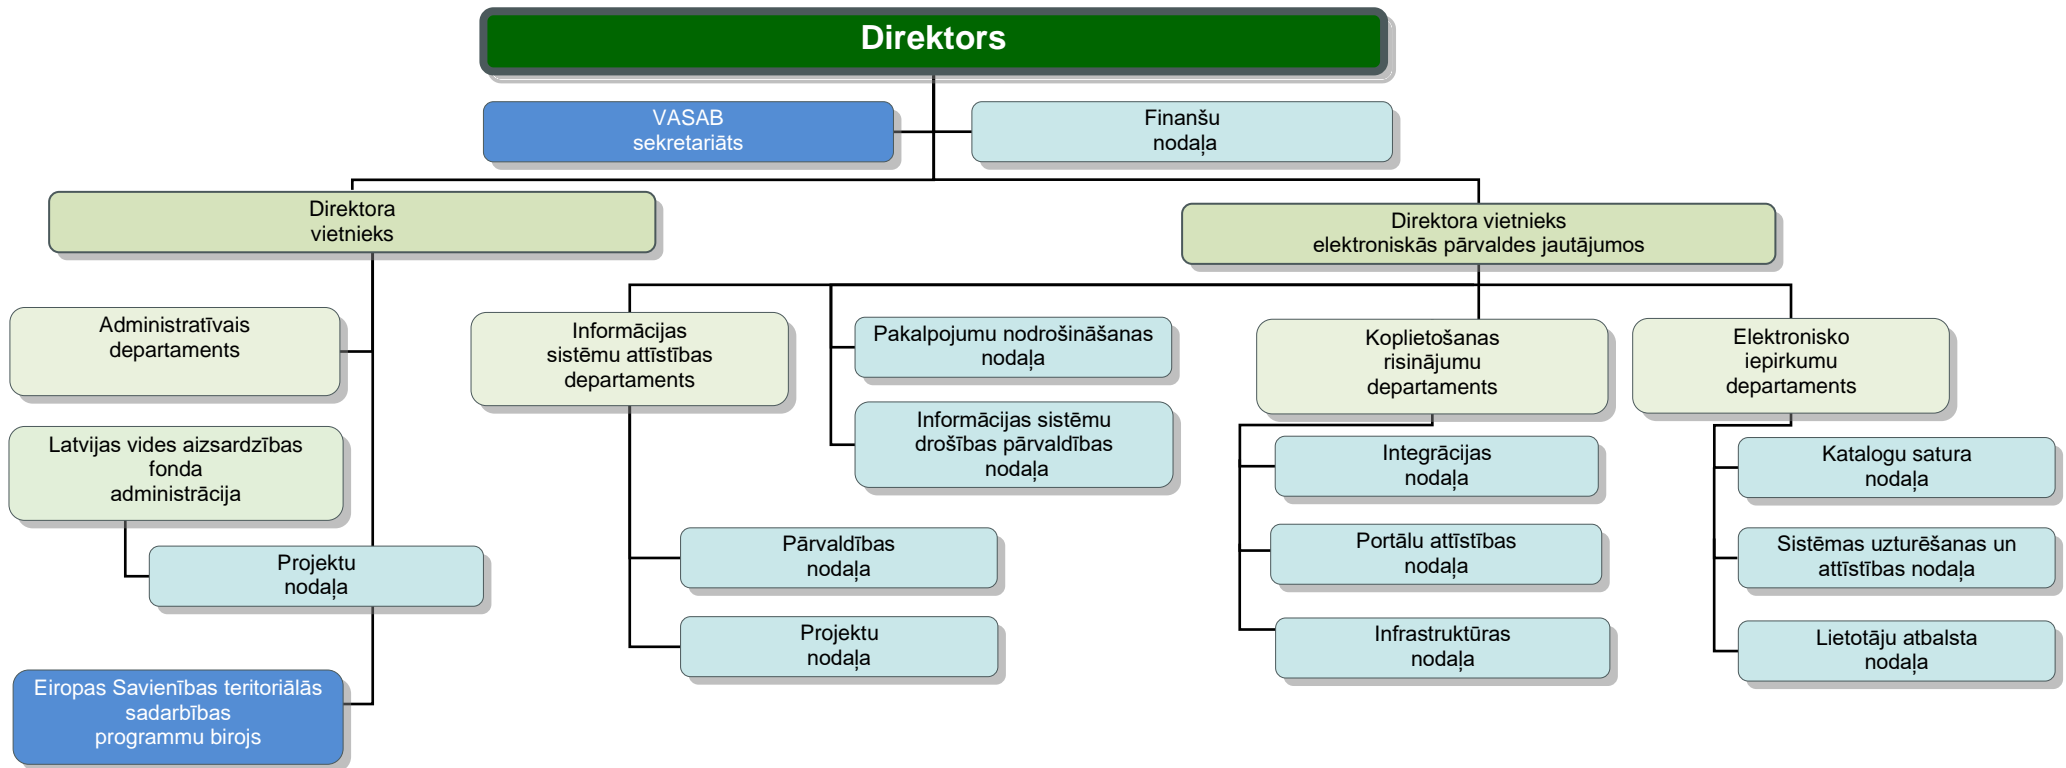 Direktors
VASAB
sekretariāts
Finanšu
nodaļa
Direktora
vietnieks
Direktora vietnieks
elektroniskās pārvaldes jautājumos
Administratīvais
departaments
Latvijas vides aizsardzības
fonda
administrācija
Projektu
nodaļa
Eiropas Savienības teritoriālās
sadarbības
programmu birojs
Informācijas
sistēmu attīstības
departaments
Pakalpojumu nodrošināšanas
nodaļa
Informācijas sistēmu
drošības pārvaldības
nodaļa
Pārvaldības
nodaļa
Projektu
nodaļa
Koplietošanas
risinājumu
departaments
Integrācijas
nodaļa
Portālu attīstības
nodaļa
Infrastruktūras
nodaļa
Elektronisko
iepirkumu
departaments
Katalogu satura
nodaļa
Sistēmas uzturēšanas un
attīstības nodaļa
Lietotāju atbalsta
nodaļa